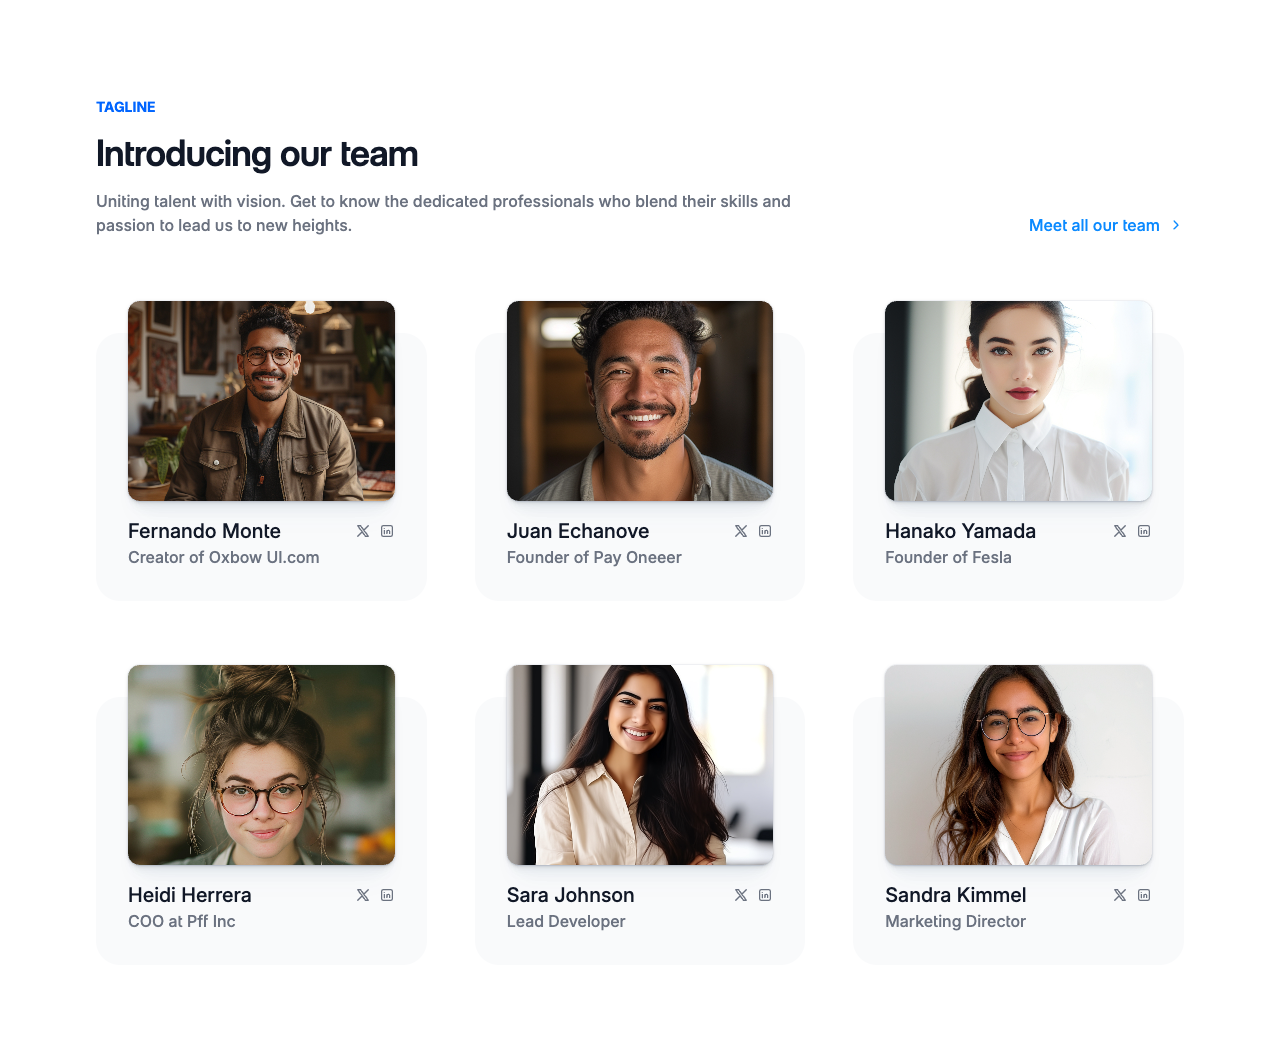 TAGLINE
Introducing our team
Uniting talent with vision. Get to know the dedicated professionals who blend their skills and
passion to lead us to new heights.
Meet all our team
Fernando Monte
Creator of Oxbow UI.com
Juan Echanove
Founder of Pay Oneeer
Hanako Yamada
Founder of Fesla
Heidi Herrera
COO at Pff Inc
Sara Johnson
Lead Developer
Sandra Kimmel
Marketing Director